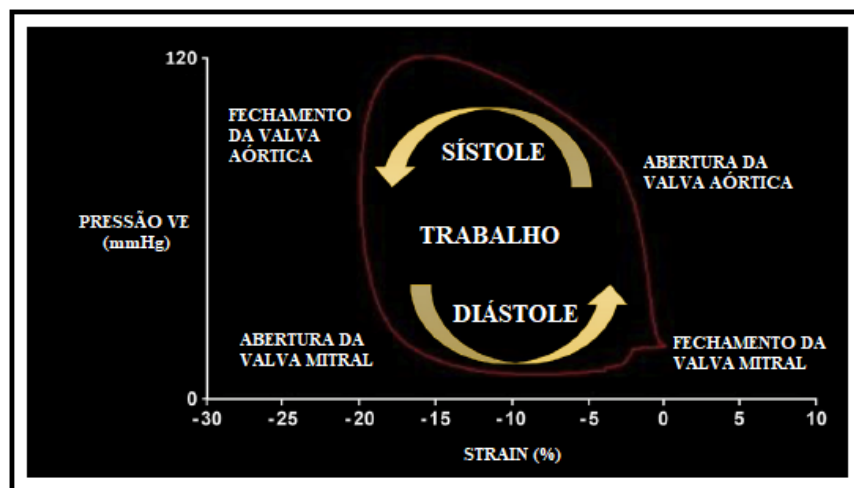 120
FECHAMENTO
DA VALVA
AÓRTICA
SÍSTOLE
ABERTURA DA
VALVA AÓRTICA
PRESSÃO VE
(mmHg)
TRABALHO
DIÁSTOLE
ABERTURA DA
VALVA MITRAL
FECHAMENTO DA
VALVA MITRAL
0
-30 -25 -20 -15 -10 -5 0 5 10
STRAIN (%)